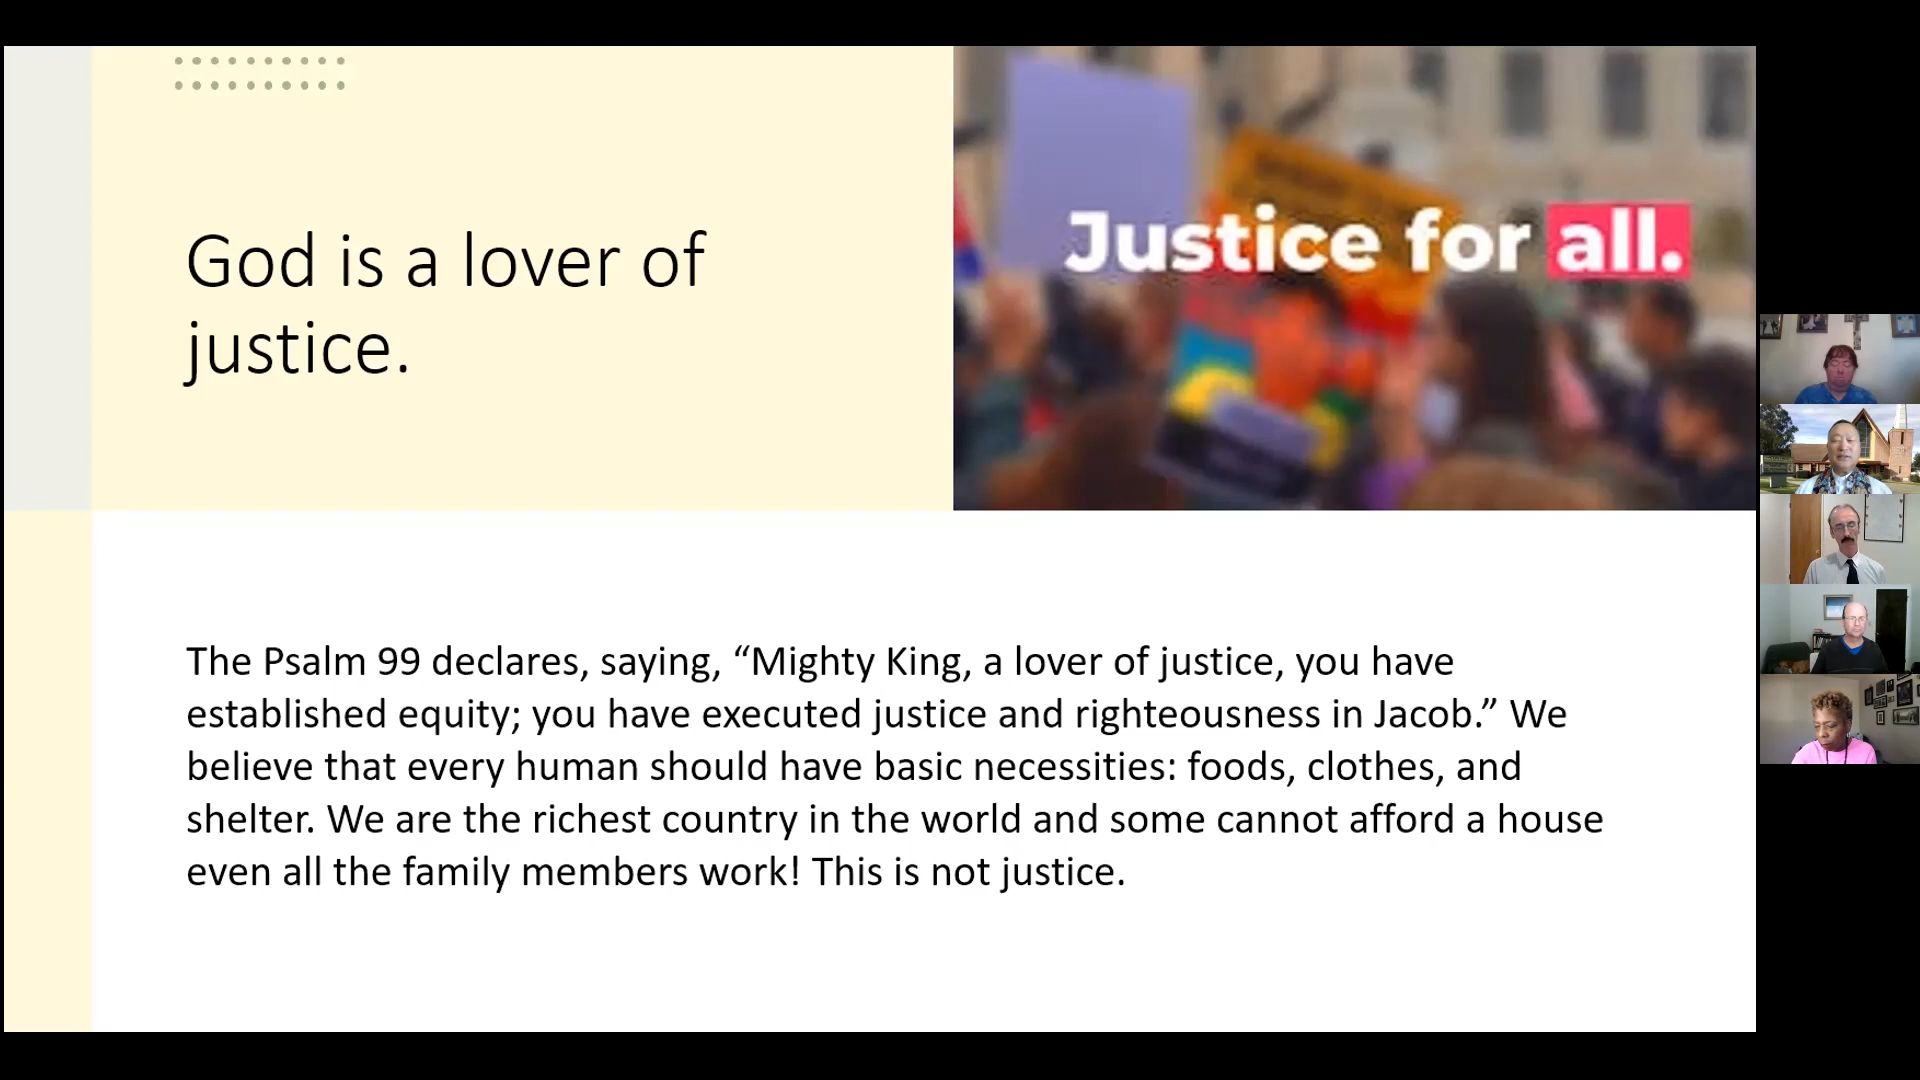 God is a lover of
justice.
Justice for all.
The Psalm 99 declares, saying, “Mighty King, a lover of justice, you have
established equity; you have executed justice and righteousness in Jacob.” We
believe that every human should have basic necessities: foods, clothes, and
shelter. We are the richest country in the world and some cannot afford a house
even all the family members work! This is not justice.